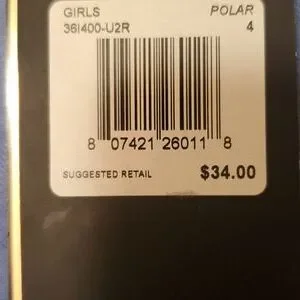 GIRLS POLAR
36I400-U2R 4
8 07421 26011 8
SUGGESTED RETAIL $34.00